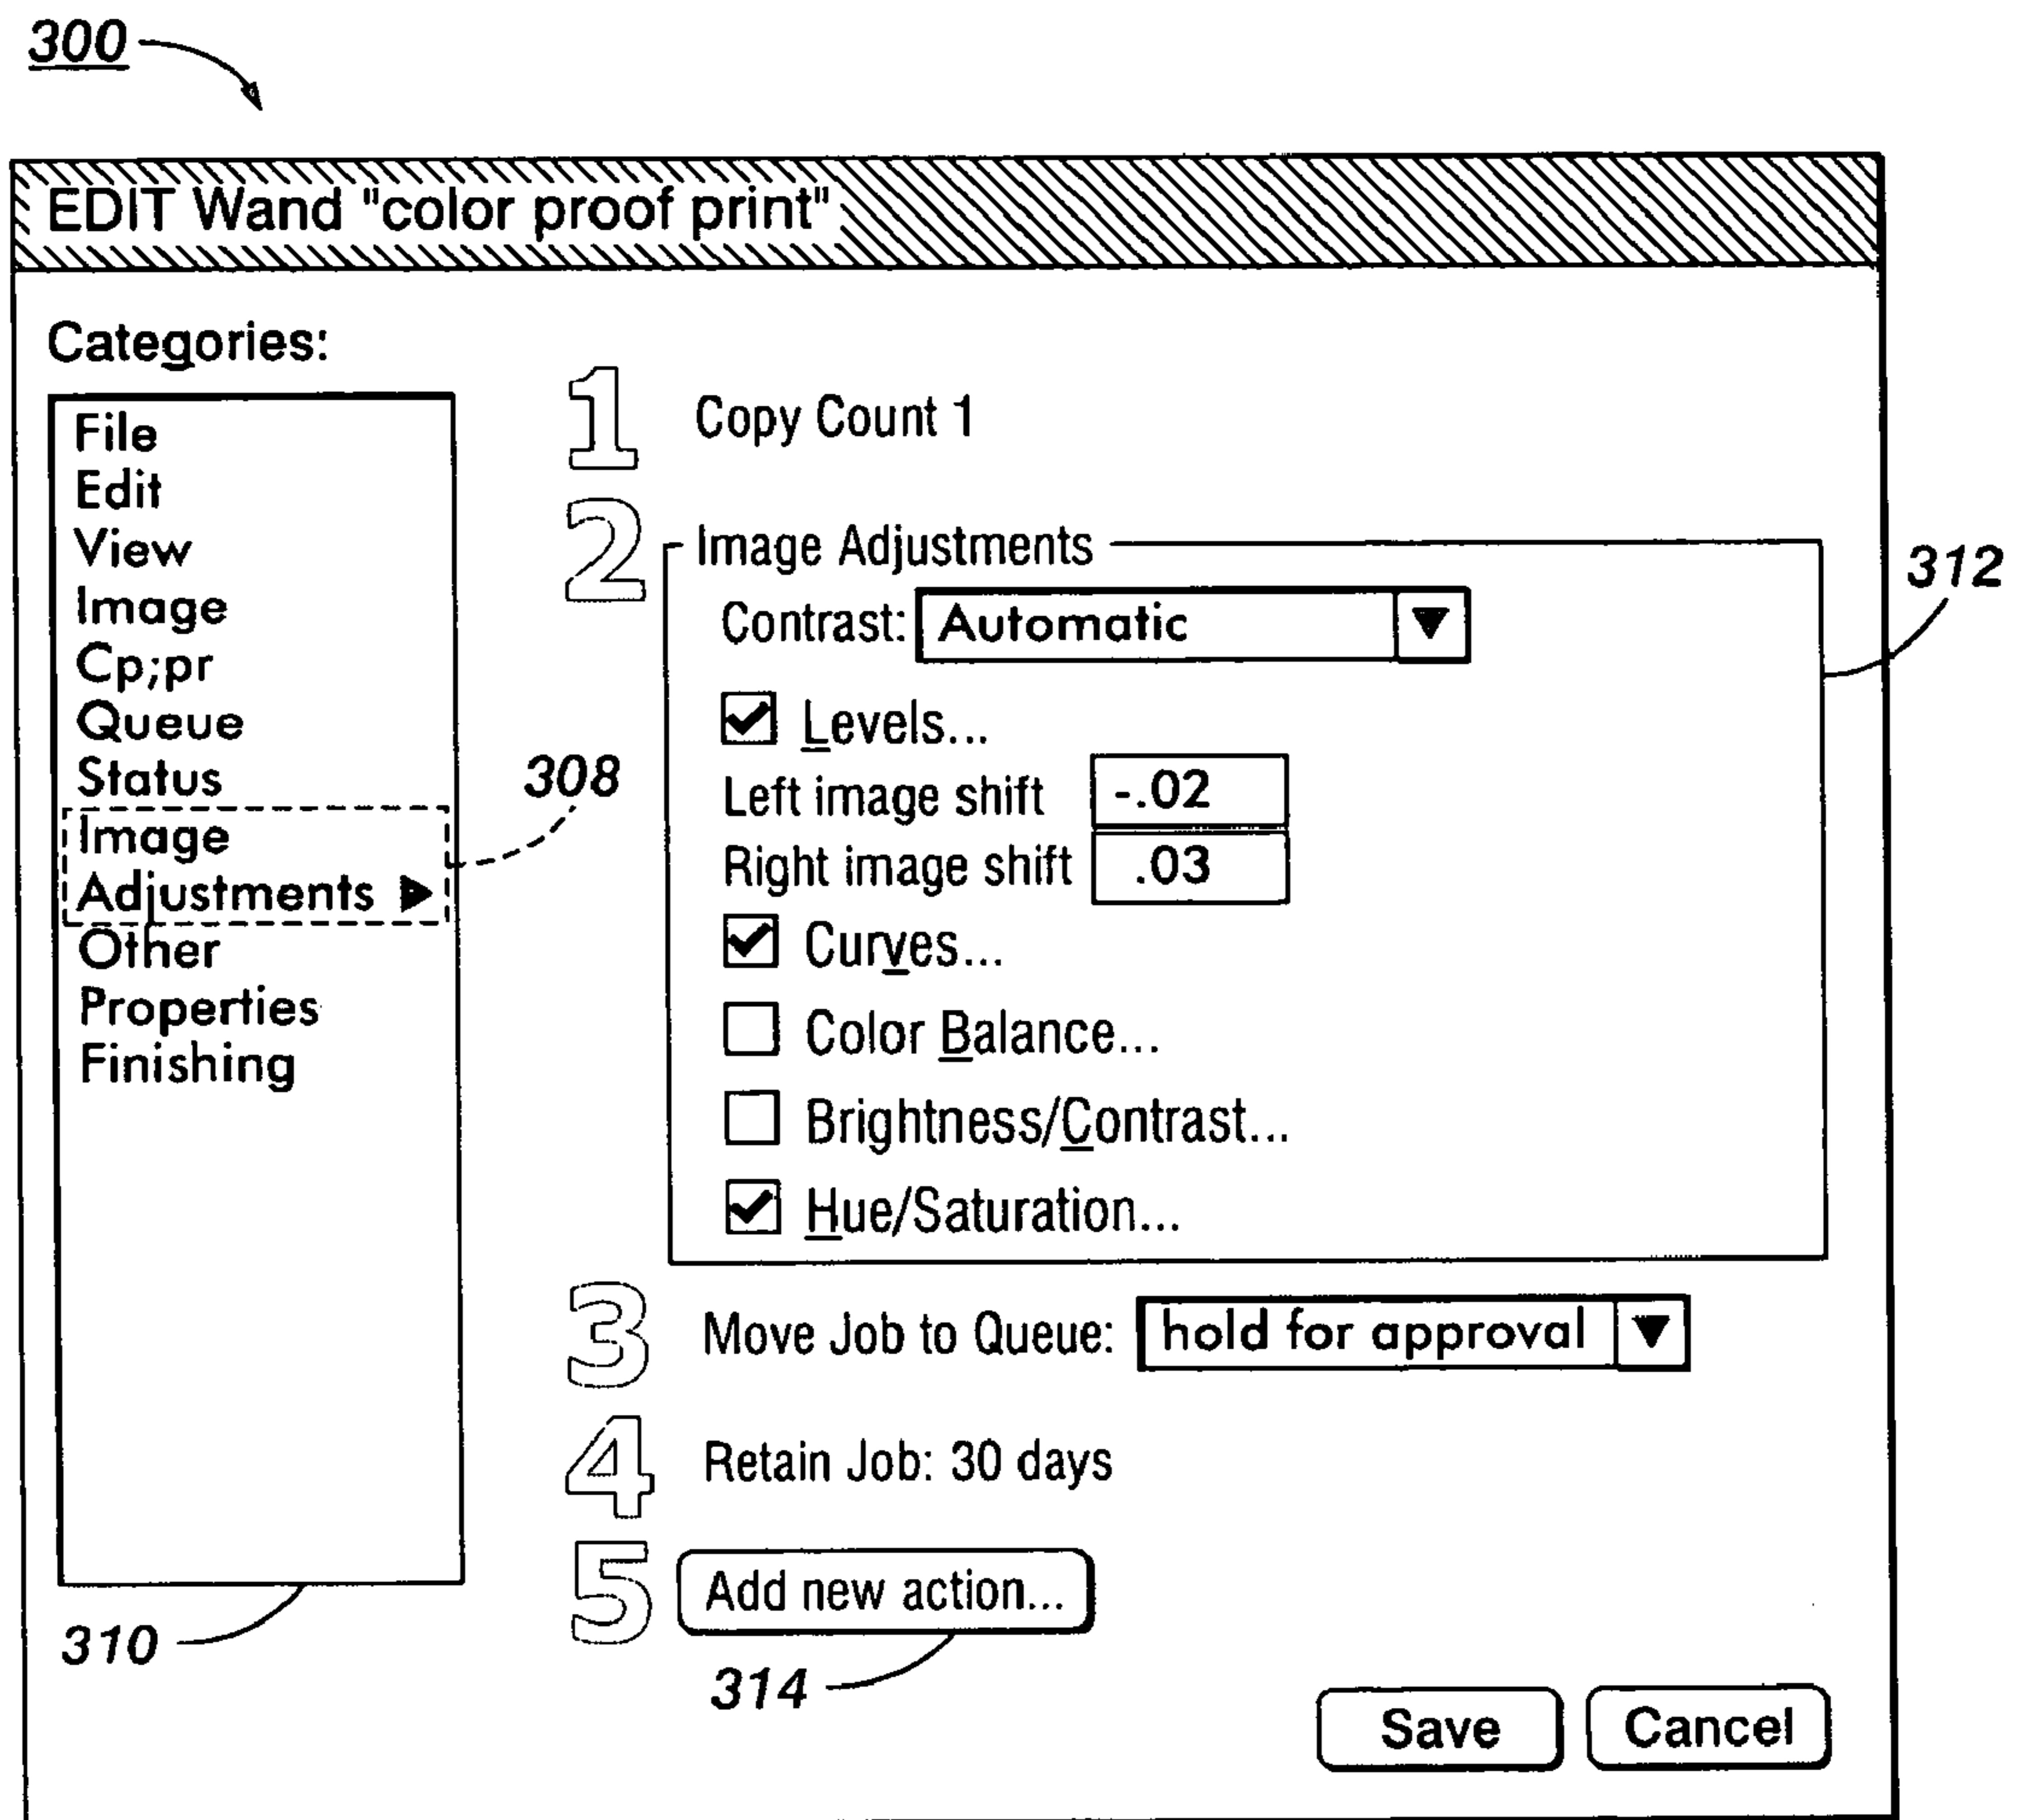 300
EDIT Wand "color proof print"
Categories:
File
Edit
View
Image
Cp;pr
Queue
Status
Image
Adjustments
Other
Properties
Finishing
308
310
1 Copy Count 1
2 Image Adjustments
312
Contrast: Automatic
Levels...
Left image shift -.02
Right image shift .03
Curves...
Color Balance...
Brightness/Contrast...
Hue/Saturation...
3 Move Job to Queue: hold for approval
4 Retain Job: 30 days
5 Add new action...
314
Save Cancel